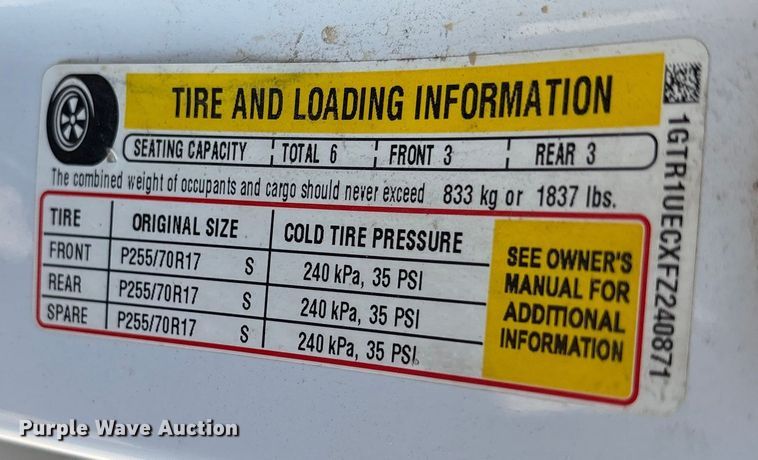 TIRE AND LOADING INFORMATION
SEATING CAPACITY TOTAL 6 FRONT 3 REAR 3
The combined weight of occupants and cargo should never exceed 833 kg or 1837 lbs.
TIRE ORIGINAL SIZE COLD TIRE PRESSURE
FRONT P255/70R17 S 240 kPa, 35 PSI
REAR P255/70R17 S 240 kPa, 35 PSI
SPARE P255/70R17 S 240 kPa, 35 PSI
SEE OWNER'S
MANUAL FOR
ADDITIONAL
INFORMATION
1GTR1UECXFZ240871
Purple Wave Auction